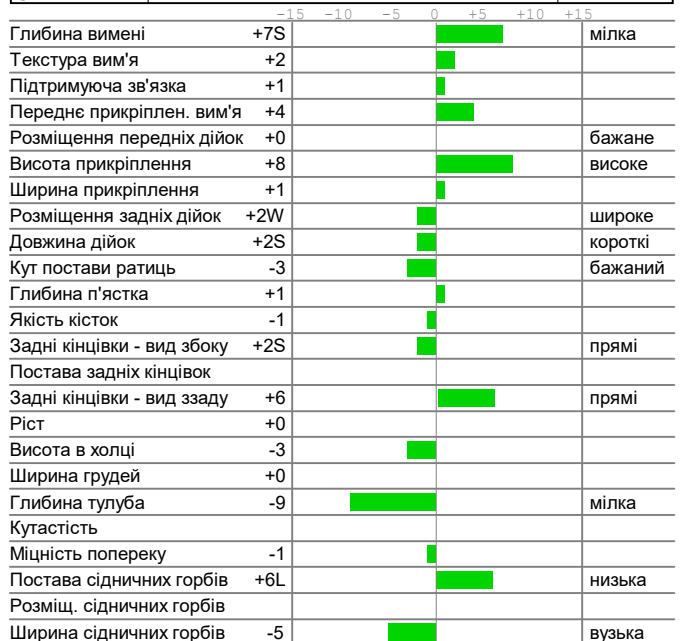 -15 -10 -5 0 +5 +10 +15
Глибина вимені +7S мілка
Текстура вим'я +2
Підтримуюча зв'язка +1
Переднє прикріплен. вим'я +4
Розміщення передніх дійок +0 бажане
Висота прикріплення +8 високе
Ширина прикріплення +1
Розміщення задніх дійок +2W широке
Довжина дійок +2S короткі
Кут постави ратиць -3 бажаний
Глибина п'ястка +1
Якість кісток -1
Задні кінцівки - вид збоку +2S прямі
Постава задніх кінцівок
Задні кінцівки - вид ззаду +6 прямі
Ріст +0
Висота в холці -3
Ширина грудей +0
Глибина тулуба -9 мілка
Кутастість
Міцність попереку -1
Постава сідничних горбів +6L низька
Розміщ. сідничних горбів
Ширина сідничних горбів -5 вузька